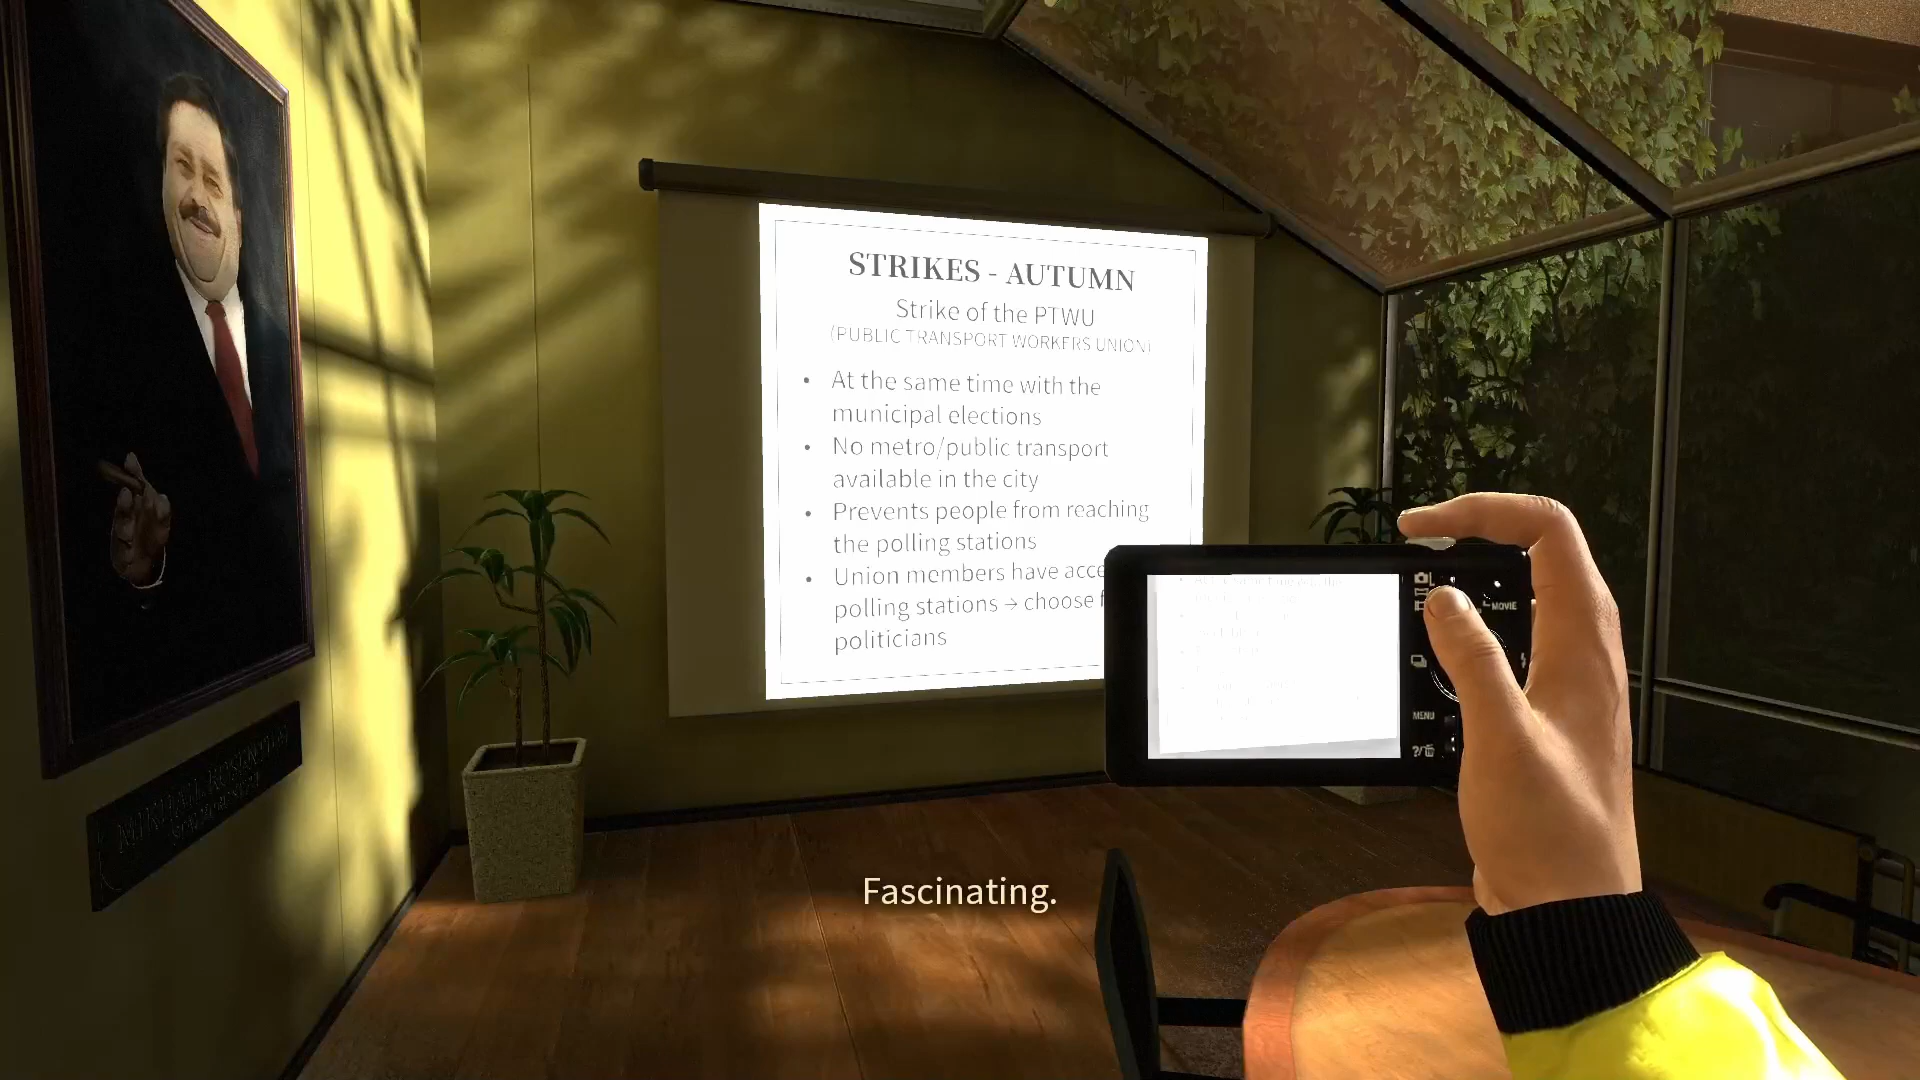 STRIKES - AUTUMN
Strike of the PTWU
(PUBLIC TRANSPORT WORKERS UNION)
• At the same time with the
municipal elections
• No metro/public transport
available in the city
• Prevents people from reaching
the polling stations
• Union members have
polling stations → choose
politicians
MOVIE
MENU
Fascinating.